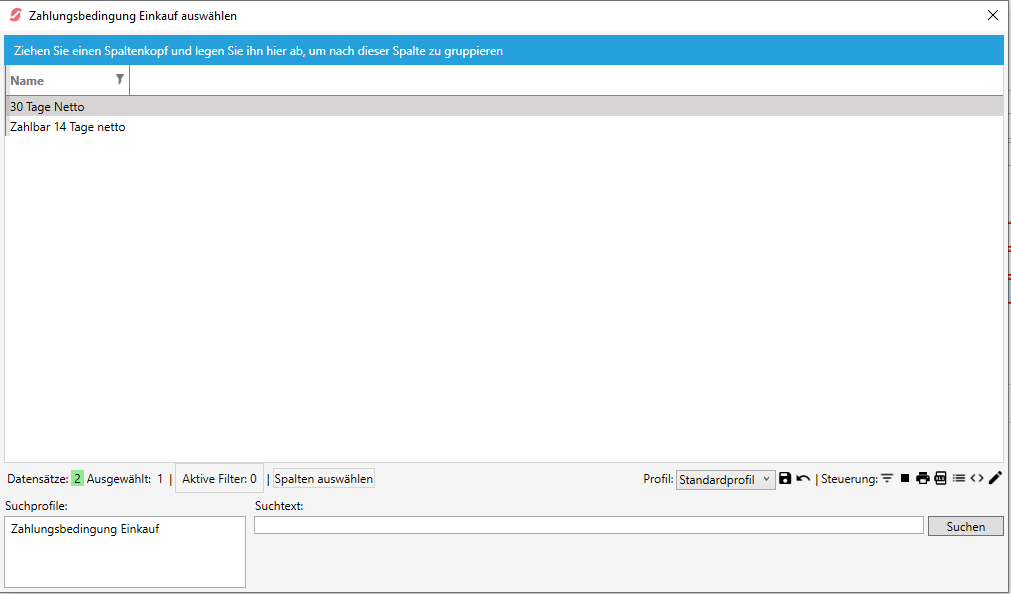 Zahlungsbedingung Einkauf auswählen
Ziehen Sie einen Spaltenkopf und legen Sie ihn hier ab, um nach dieser Spalte zu gruppieren
Name
30 Tage Netto
Zahlbar 14 Tage netto
Datensätze: 2 Ausgewählt: 1 | Aktive Filter: 0 | Spalten auswählen Profil: Standardprofil | Steuerung:
Suchprofile: Suchtext:
Zahlungsbedingung Einkauf Suchen